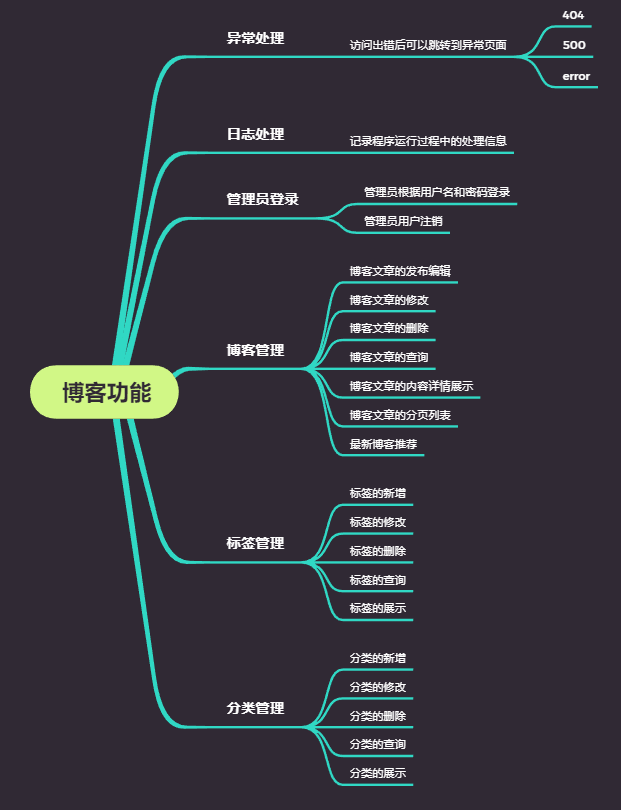 博客功能
异常处理
访问出错后可以跳转到异常页面
404
500
error
日志处理
记录程序运行过程中的处理信息
管理员登录
管理员根据用户名和密码登录
管理员用户注销
博客管理
博客文章的发布编辑
博客文章的修改
博客文章的删除
博客文章的查询
博客文章的内容详情展示
博客文章的分页列表
最新博客推荐
标签管理
标签的新增
标签的修改
标签的删除
标签的查询
标签的展示
分类管理
分类的新增
分类的修改
分类的删除
分类的查询
分类的展示